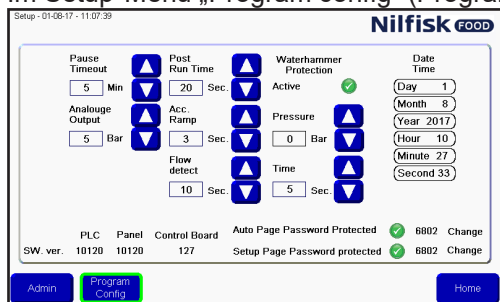 Im Setup-Menü „Program config“ (Progra
Setup - 01-08-17 - 11:07:39
Nilfisk FOOD
Pause Timeout
5 Min
Post Run Time
20 Sec.
Waterhammer Protection
Active
Date Time
Day 1
Month 8
Year 2017
Hour 10
Minute 27
Second 33
Analouge Output
5 Bar
Acc. Ramp
3 Sec.
Pressure
0 Bar
Flow detect
10 Sec.
Time
5 Sec.
PLC Panel Control Board
SW. ver. 10120 10120 127
Auto Page Password Protected 6802 Change
Setup Page Password protected 6802 Change
Admin
Program Config
Home